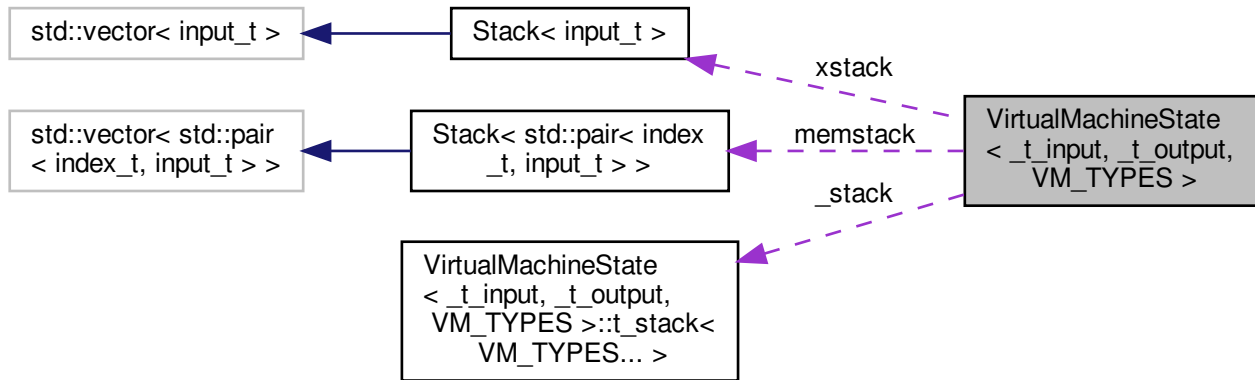 std::vector< input_t >
Stack< input_t >
xstack
std::vector< std::pair
< index_t, input_t > >
Stack< std::pair< index
_t, input_t > >
memstack
VirtualMachineState
< _t_input, _t_output,
VM_TYPES >
_stack
VirtualMachineState
< _t_input, _t_output,
VM_TYPES >::t_stack<
VM_TYPES... >